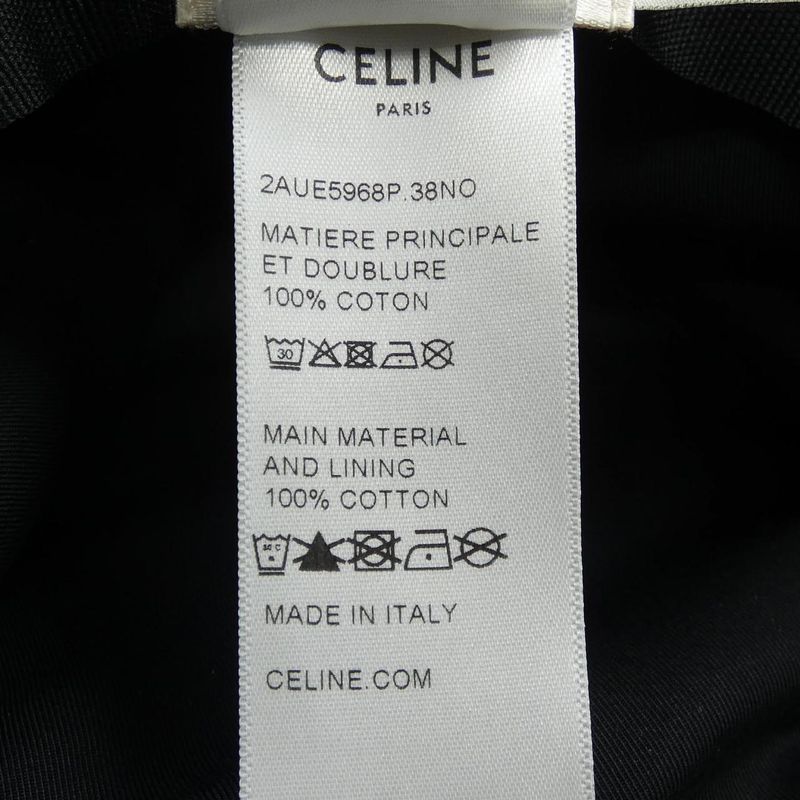 CELINE
PARIS
2AUE5968P.38NO
MATIERE PRINCIPALE
ET DOUBLURE
100% COTON
30
MAIN MATERIAL
AND LINING
100% COTTON
MADE IN ITALY
CELINE.COM